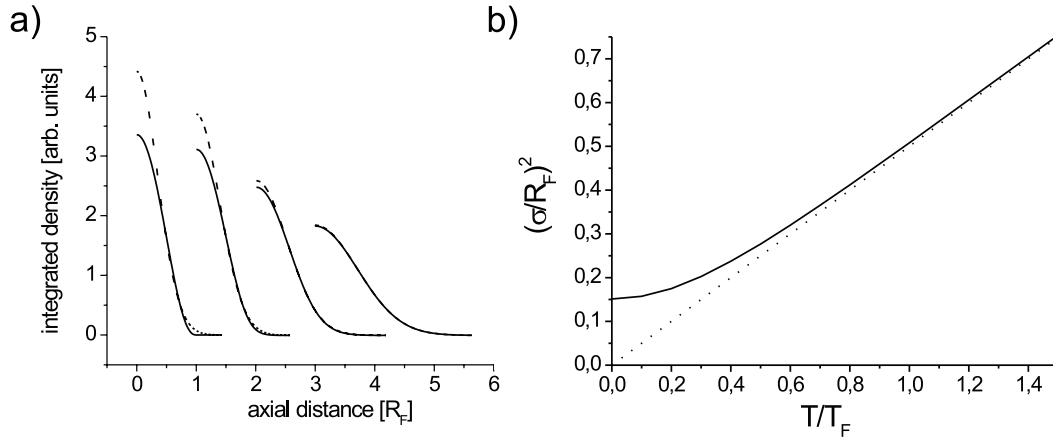 a)
integrated density [arb. units]
5
4
3
2
1
0
0 1 2 3 4 5 6
axial distance [R_F]
b)
(σ/R_F)²
0,7
0,6
0,5
0,4
0,3
0,2
0,1
0,0
0,0 0,2 0,4 0,6 0,8 1,0 1,2 1,4
T/T_F